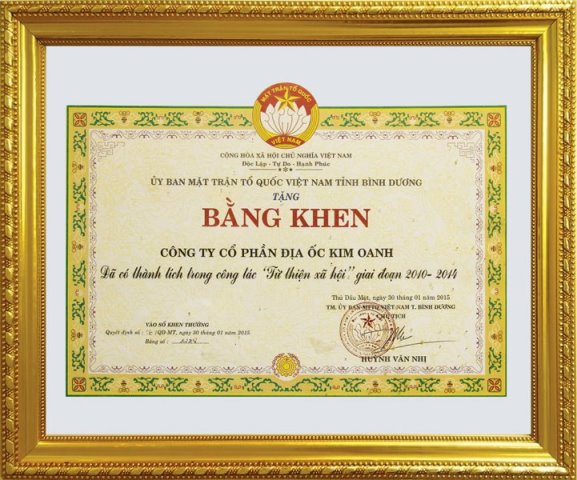 MẶT TRẬN TỔ QUỐC
VIỆT NAM
CỘNG HÒA XÃ HỘI CHỦ NGHĨA VIỆT NAM
Độc Lập - Tự Do - Hạnh Phúc
ỦY BAN MẶT TRẬN TỔ QUỐC VIỆT NAM TỈNH BÌNH DƯƠNG
TẶNG
BẰNG KHEN
CÔNG TY CỔ PHẦN ĐỊA ỐC KIM OANH
Đã có thành tích trong công tác "Từ thiện xã hội" giai đoạn 2010- 2014
Thủ Dầu Một, ngày 30 tháng 01 năm 2015
TM. ỦY BAN MTTQ VIỆT NAM T. BÌNH DƯƠNG
CHỦ TỊCH
VÀO SỔ KHEN THƯỞNG
Quyết định số : /QĐ-MT, ngày 30 tháng 01 năm 2015
Bảng số :
HUỲNH VĂN NHỊ